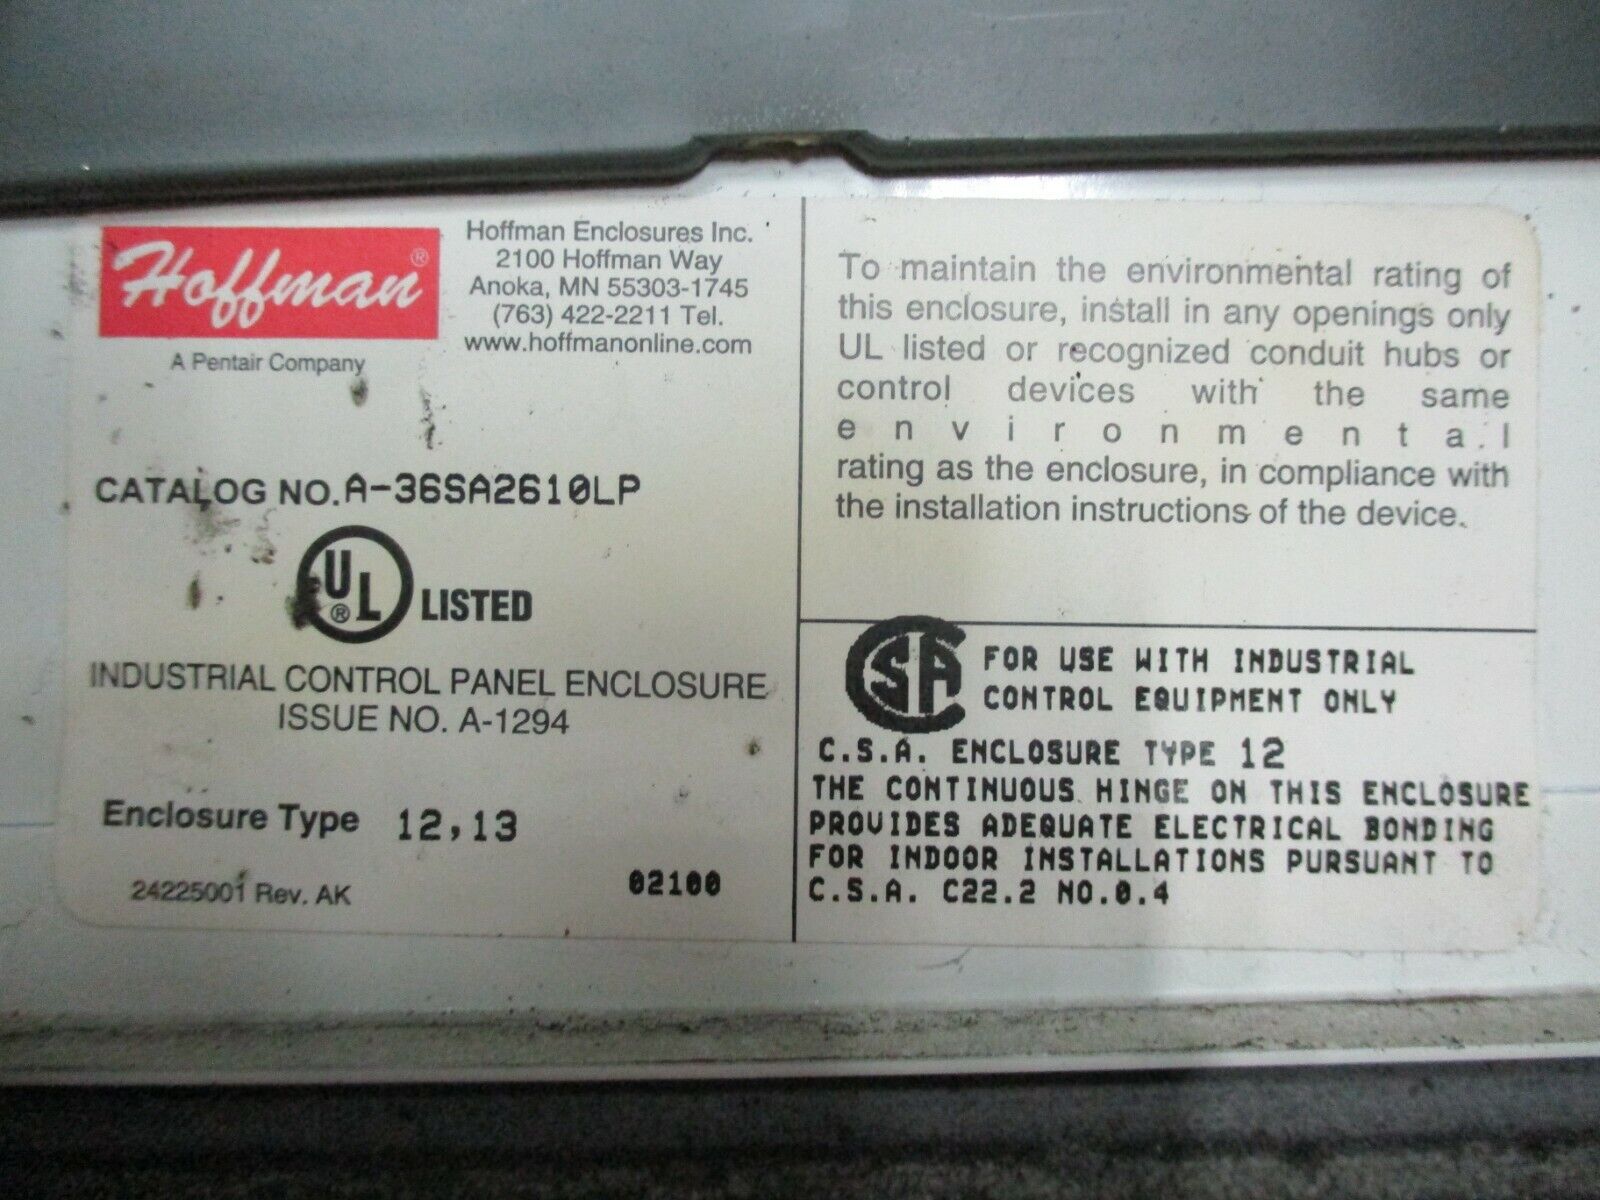 Hoffman®
A Pentair Company
Hoffman Enclosures Inc.
2100 Hoffman Way
Anoka, MN 55303-1745
(763) 422-2211 Tel.
www.hoffmanonline.com
CATALOG NO. A-36SA2610LP
UL® LISTED
INDUSTRIAL CONTROL PANEL ENCLOSURE
ISSUE NO. A-1294
Enclosure Type 12,13
24225001 Rev. AK
02100
To maintain the environmental rating of
this enclosure, install in any openings only
UL listed or recognized conduit hubs or
control devices with the same
environmental
rating as the enclosure, in compliance with
the installation instructions of the device.
CSA
FOR USE WITH INDUSTRIAL
CONTROL EQUIPMENT ONLY
C.S.A. ENCLOSURE TYPE 12
THE CONTINUOUS HINGE ON THIS ENCLOSURE
PROVIDES ADEQUATE ELECTRICAL BONDING
FOR INDOOR INSTALLATIONS PURSUANT TO
C.S.A. C22.2 NO.0.4